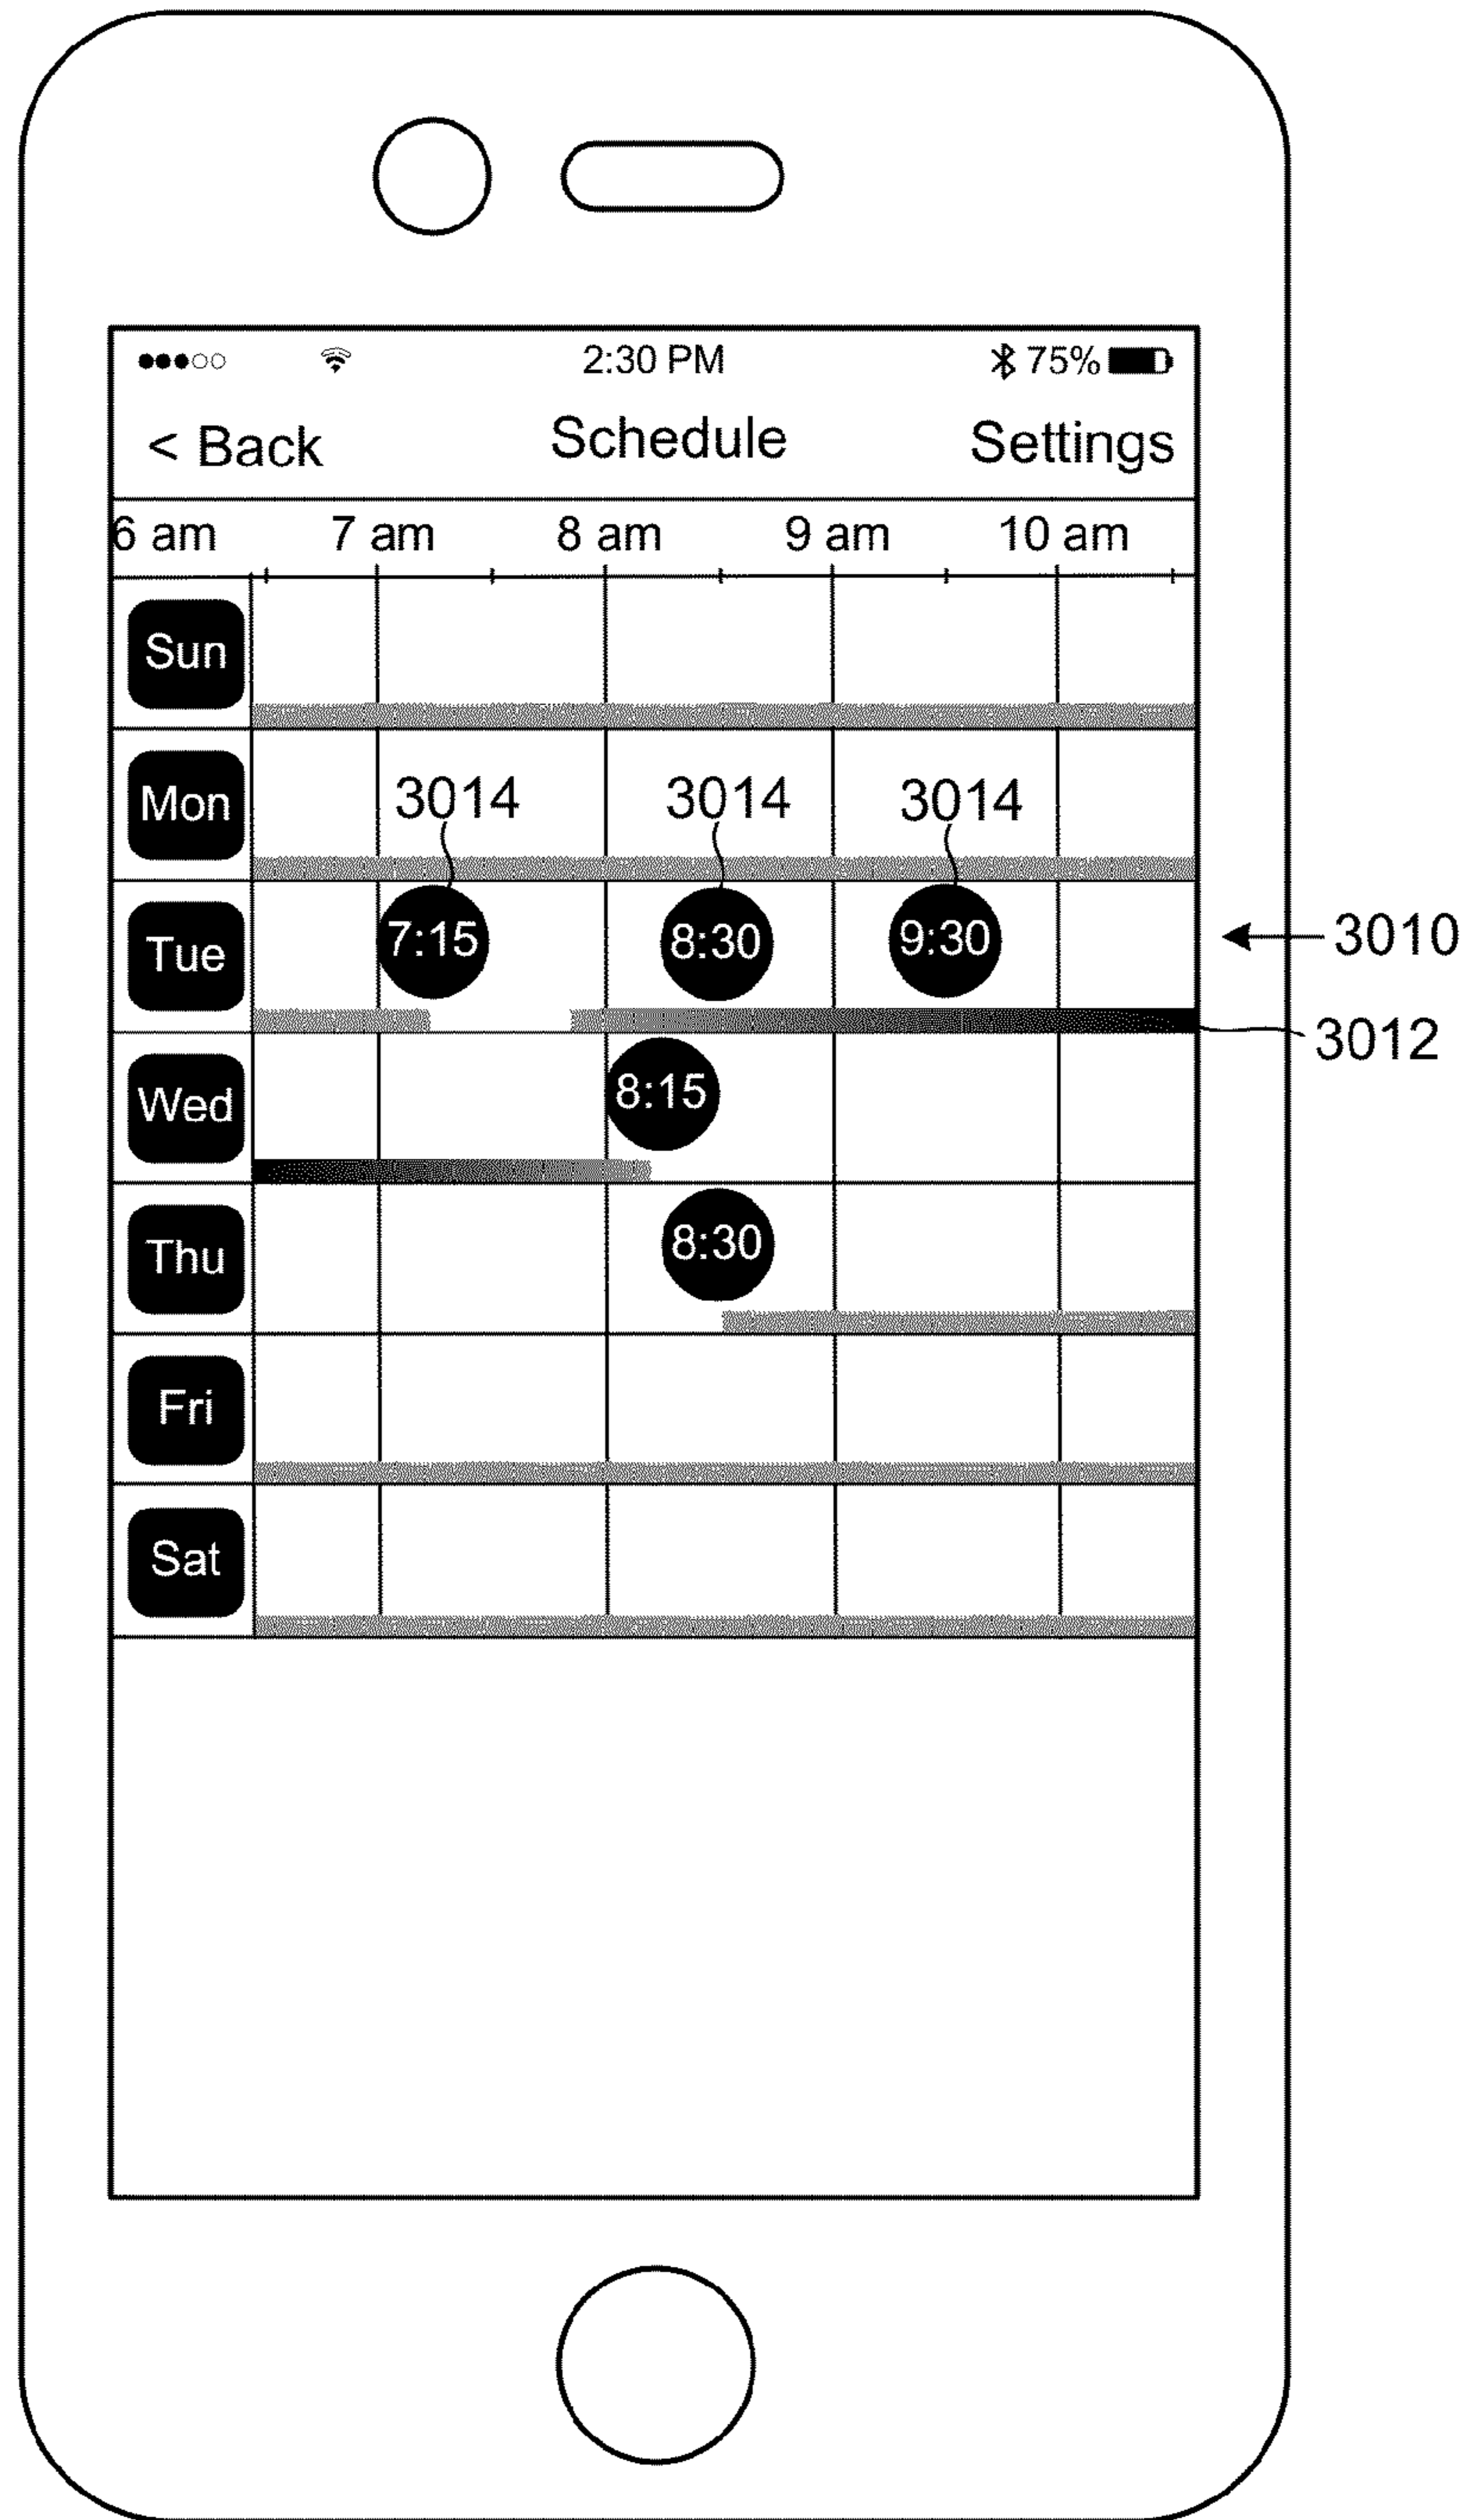 2:30 PM 75%
< Back Schedule Settings
6 am 7 am 8 am 9 am 10 am
Sun
Mon 3014 3014 3014
Tue 7:15 8:30 9:30 3010
3012
Wed 8:15
Thu 8:30
Fri
Sat